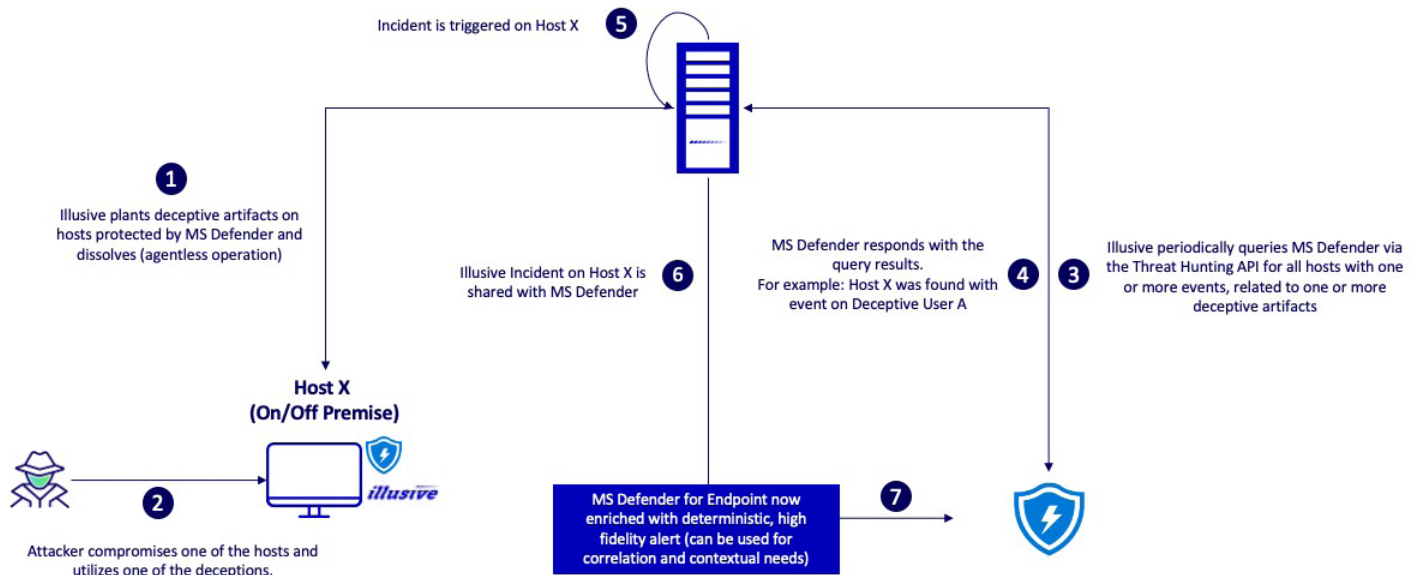 Incident is triggered on Host X
5
1
Illusive plants deceptive artifacts on
hosts protected by MS Defender and
dissolves (agentless operation)
Illusive Incident on Host X is
shared with MS Defender
6
MS Defender responds with the
query results.
For example: Host X was found with
event on Deceptive User A
4
3
Illusive periodically queries MS Defender via
the Threat Hunting API for all hosts with one
or more events, related to one or more
deceptive artifacts
Host X
(On/Off Premise)
illusive
2
Attacker compromises one of the hosts and
utilizes one of the deceptions.
MS Defender for Endpoint now
enriched with deterministic, high
fidelity alert (can be used for
correlation and contextual needs)
7